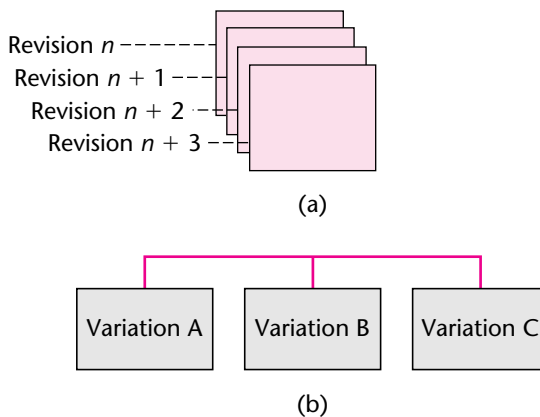 Revision n
Revision n + 1
Revision n + 2
Revision n + 3
(a)
Variation A Variation B Variation C
(b)